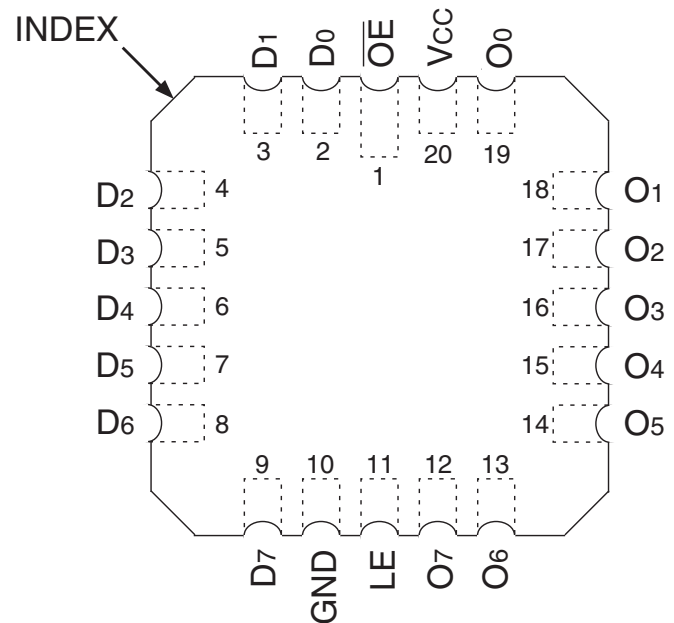 INDEX
D1 D0 O̅E̅ VCC O0
3 2 1 20 19
D2 4 18 O1
D3 5 17 O2
D4 6 16 O3
D5 7 15 O4
D6 8 14 O5
9 10 11 12 13
D7 GND LE O7 O6